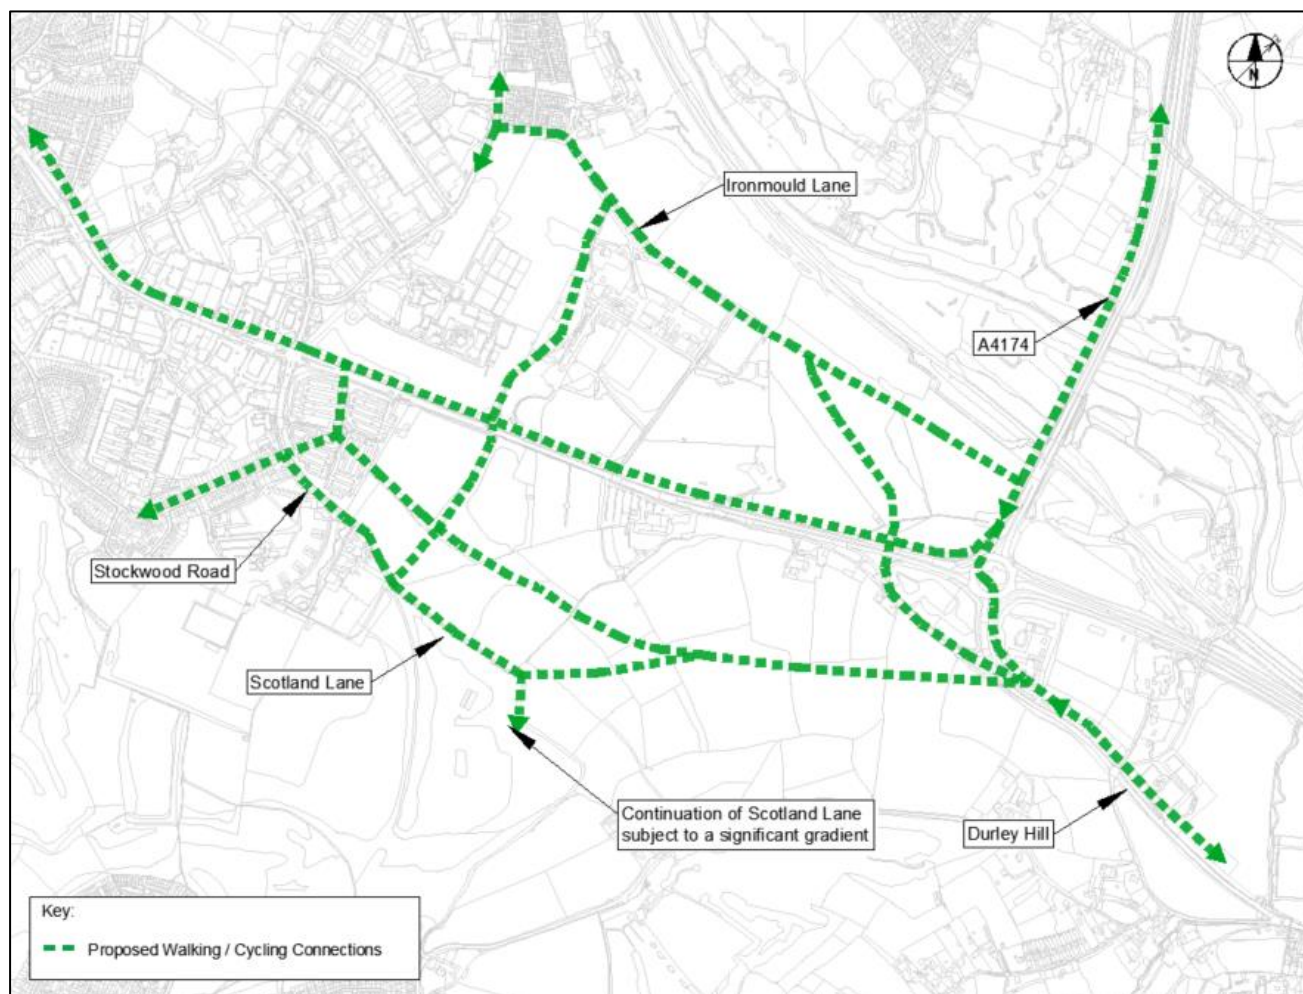 N
Ironmould Lane
A4174
Stockwood Road
Scotland Lane
Continuation of Scotland Lane
subject to a significant gradient
Durley Hill
Key:
Proposed Walking / Cycling Connections